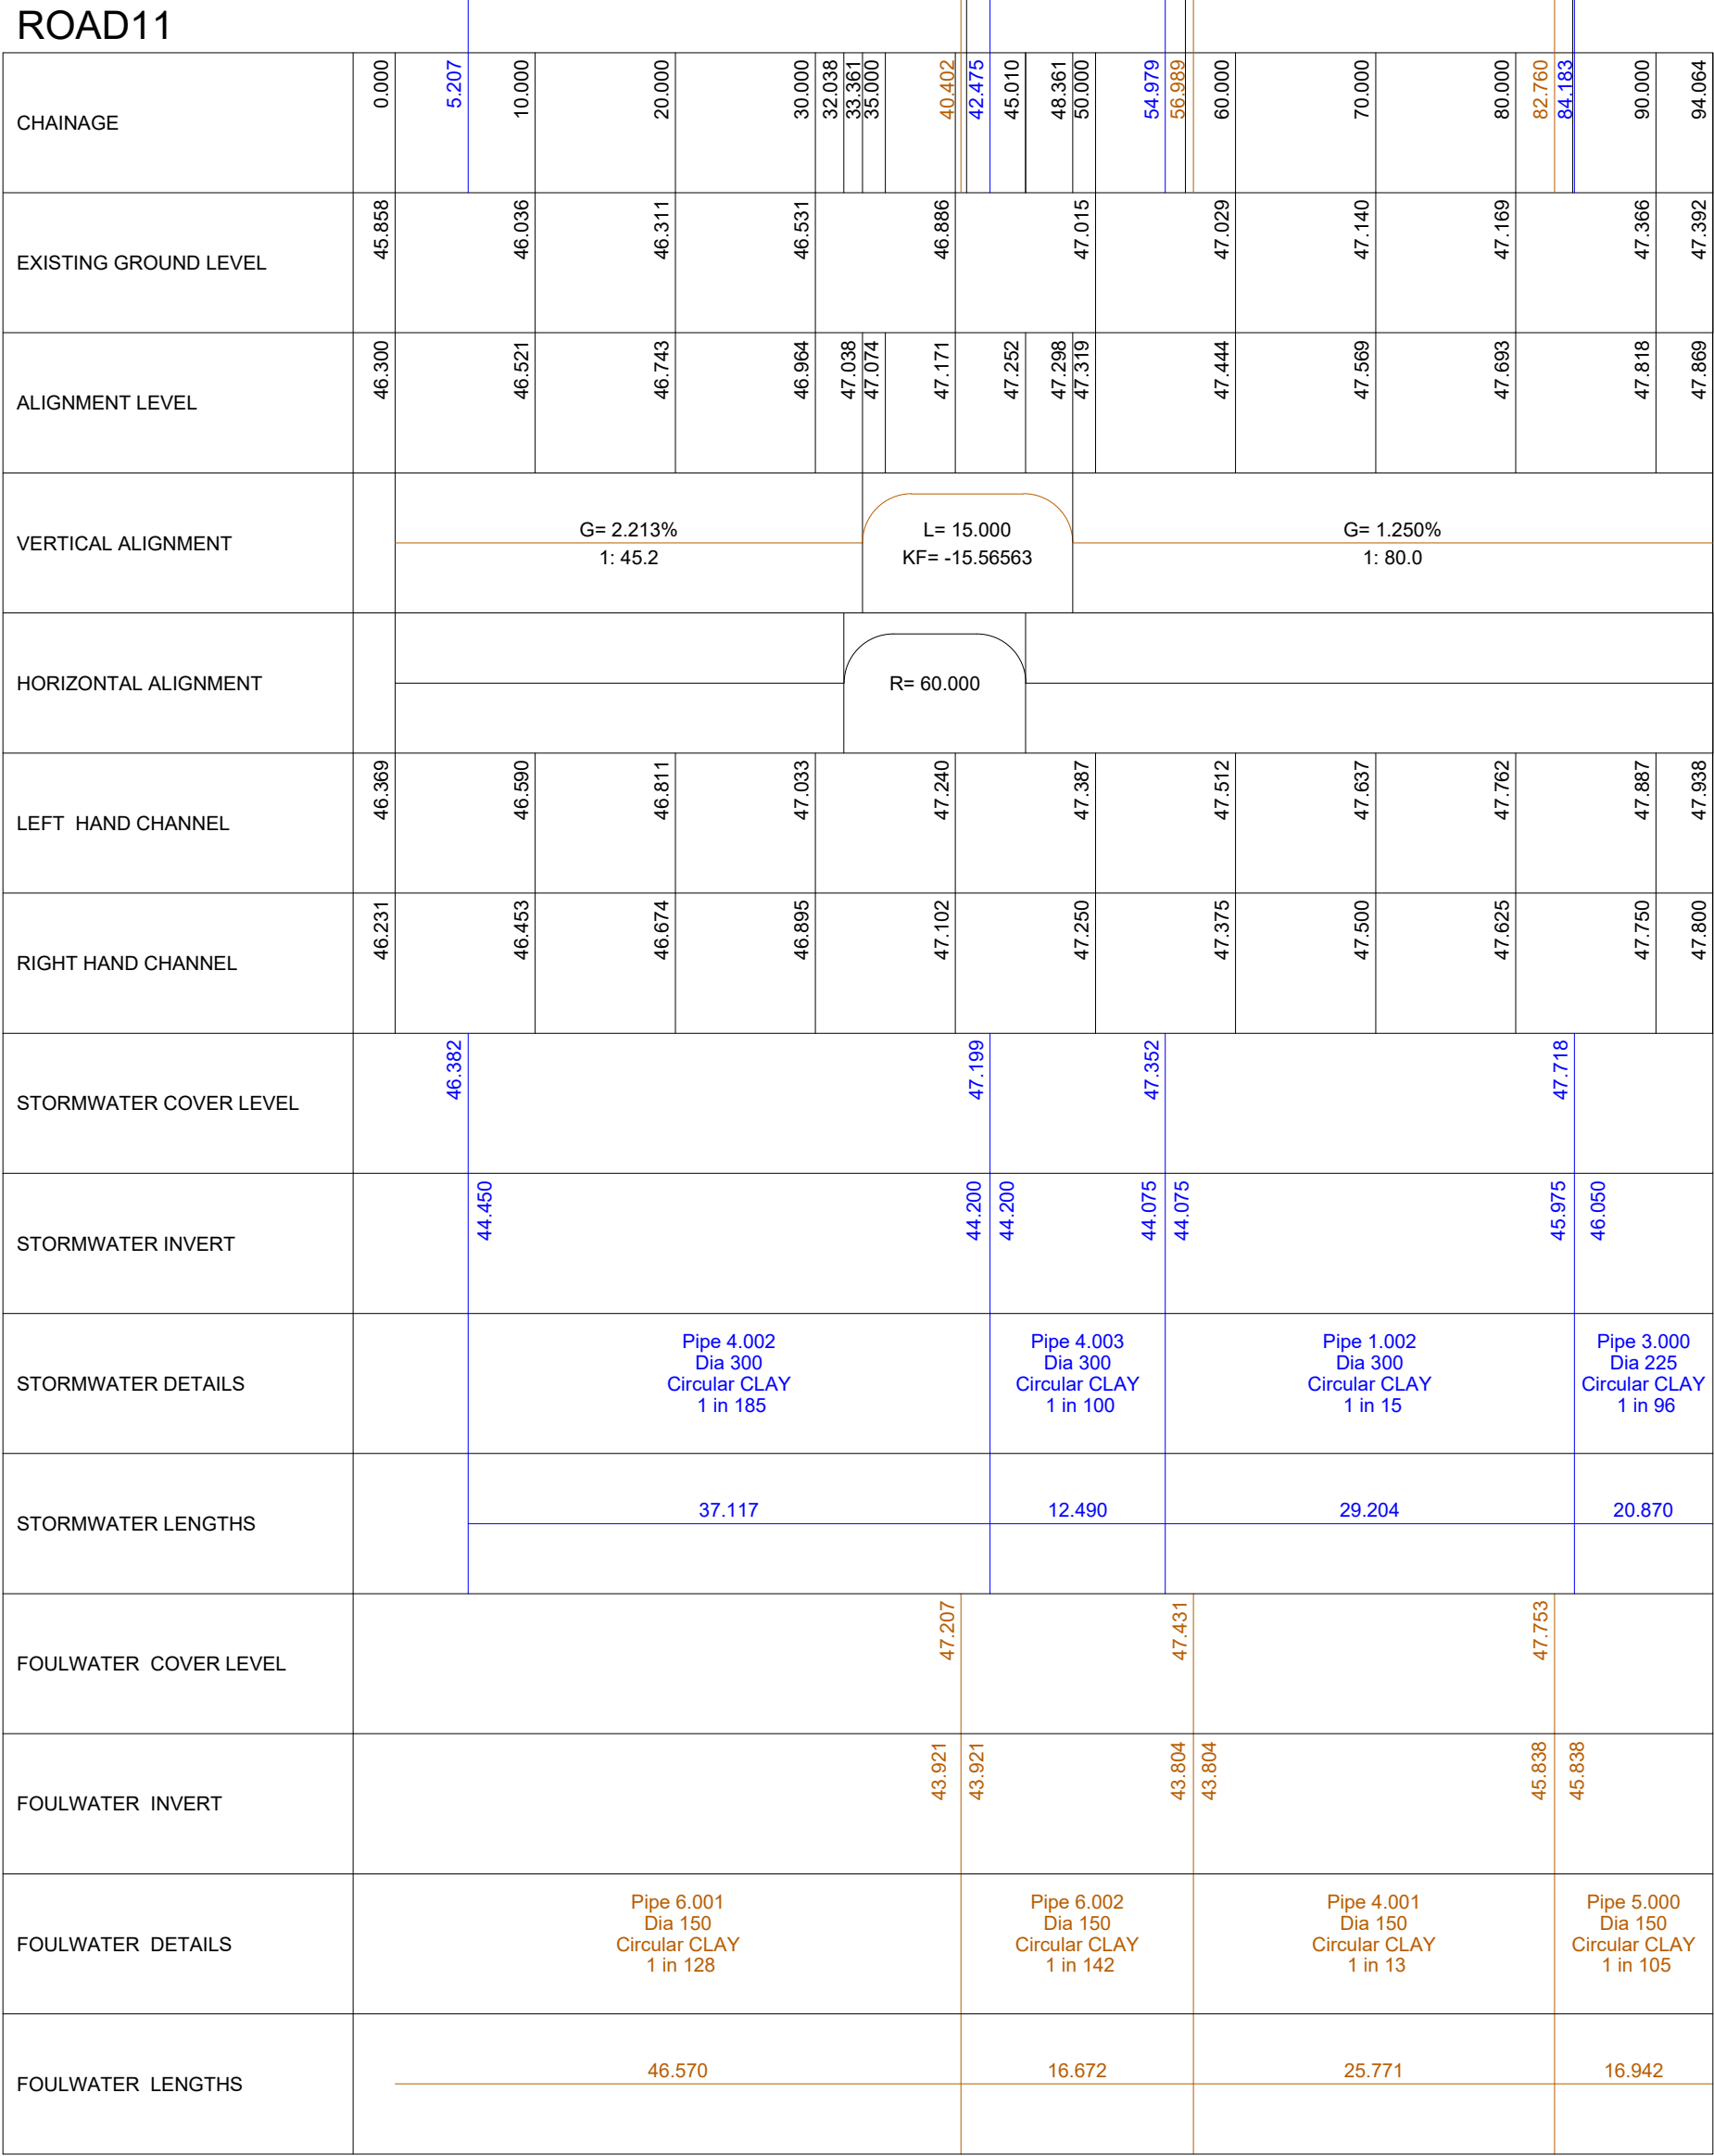 ROAD11
CHAINAGE
0.000
5.207
10.000
20.000
30.000
32.038
33.361
35.000
40.402
42.475
45.010
48.361
50.000
54.979
56.989
60.000
70.000
80.000
82.760
84.183
90.000
94.064
EXISTING GROUND LEVEL
45.858
46.036
46.311
46.531
46.886
47.015
47.029
47.140
47.169
47.366
47.392
ALIGNMENT LEVEL
46.300
46.521
46.743
46.964
47.038
47.074
47.171
47.252
47.298
47.319
47.444
47.569
47.693
47.818
47.869
VERTICAL ALIGNMENT
G= 2.213%
1: 45.2
L= 15.000
KF= -15.56563
G= 1.250%
1: 80.0
HORIZONTAL ALIGNMENT
R= 60.000
LEFT HAND CHANNEL
46.369
46.590
46.811
47.033
47.240
47.387
47.512
47.637
47.762
47.887
47.938
RIGHT HAND CHANNEL
46.231
46.453
46.674
46.895
47.102
47.250
47.375
47.500
47.625
47.750
47.800
STORMWATER COVER LEVEL
46.382
47.199
47.352
47.718
STORMWATER INVERT
44.450
44.200
44.200
44.075
44.075
45.975
46.050
STORMWATER DETAILS
Pipe 4.002
Dia 300
Circular CLAY
1 in 185
Pipe 4.003
Dia 300
Circular CLAY
1 in 100
Pipe 1.002
Dia 300
Circular CLAY
1 in 15
Pipe 3.000
Dia 225
Circular CLAY
1 in 96
STORMWATER LENGTHS
37.117
12.490
29.204
20.870
FOULWATER COVER LEVEL
47.207
47.431
47.753
FOULWATER INVERT
43.921
43.921
43.804
43.804
45.838
45.838
FOULWATER DETAILS
Pipe 6.001
Dia 150
Circular CLAY
1 in 128
Pipe 6.002
Dia 150
Circular CLAY
1 in 142
Pipe 4.001
Dia 150
Circular CLAY
1 in 13
Pipe 5.000
Dia 150
Circular CLAY
1 in 105
FOULWATER LENGTHS
46.570
16.672
25.771
16.942